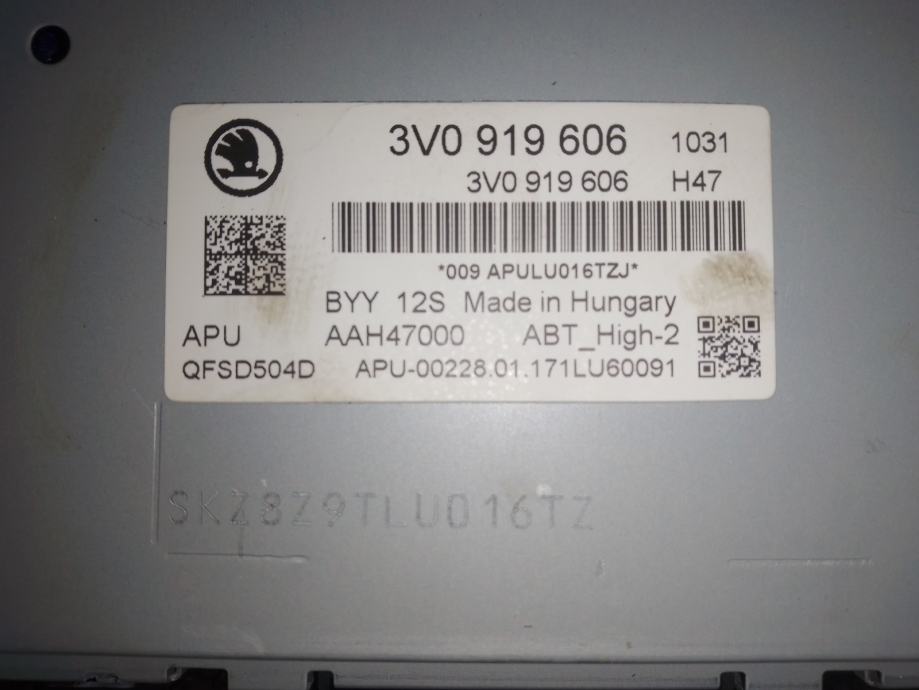 3V0 919 606 1031
3V0 919 606 H47
*009 APULU016TZJ*
BYY 12S Made in Hungary
APU AAH47000 ABT_High-2
QFSD504D APU-00228.01.171LU60091
SKZ8Z9TLU016TZ